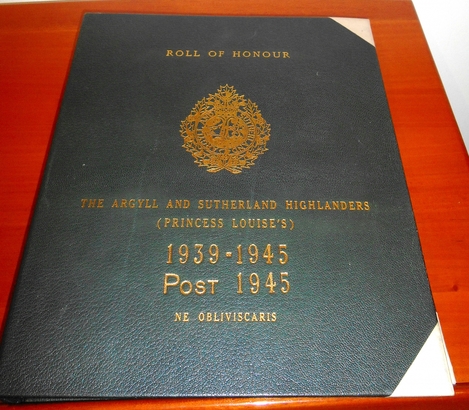 ROLL OF HONOUR
THE ARGYLL AND SUTHERLAND HIGHLANDERS
(PRINCESS LOUISE'S)
1939-1945
POST 1945
NE OBLIVISCARIS